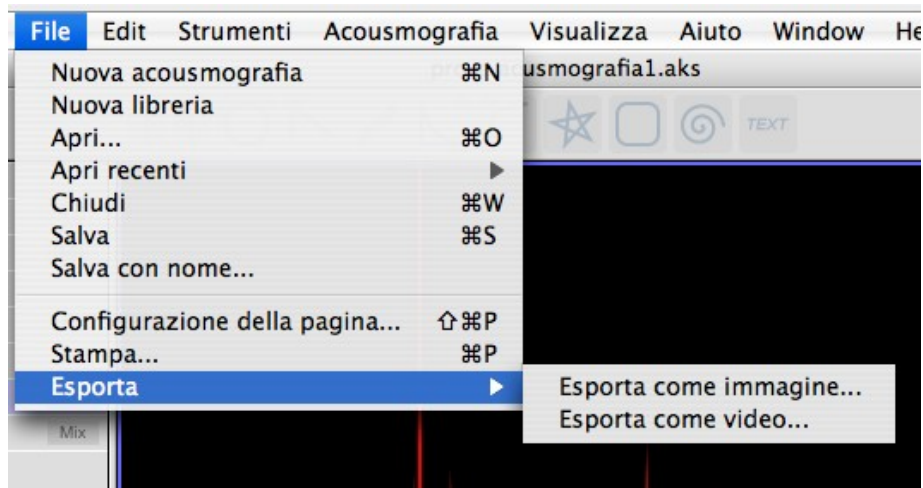 File Edit Strumenti Acousmografia Visualizza Aiuto Window He
usmografia1.aks
Nuova acousmografia ⌘N
Nuova libreria
Apri... ⌘O
TEXT
Apri recenti
Chiudi ⌘W
Salva ⌘S
Salva con nome...
Configurazione della pagina... ⇧⌘P
Stampa... ⌘P
Esporta
Esporta come immagine...
Esporta come video...
Mix